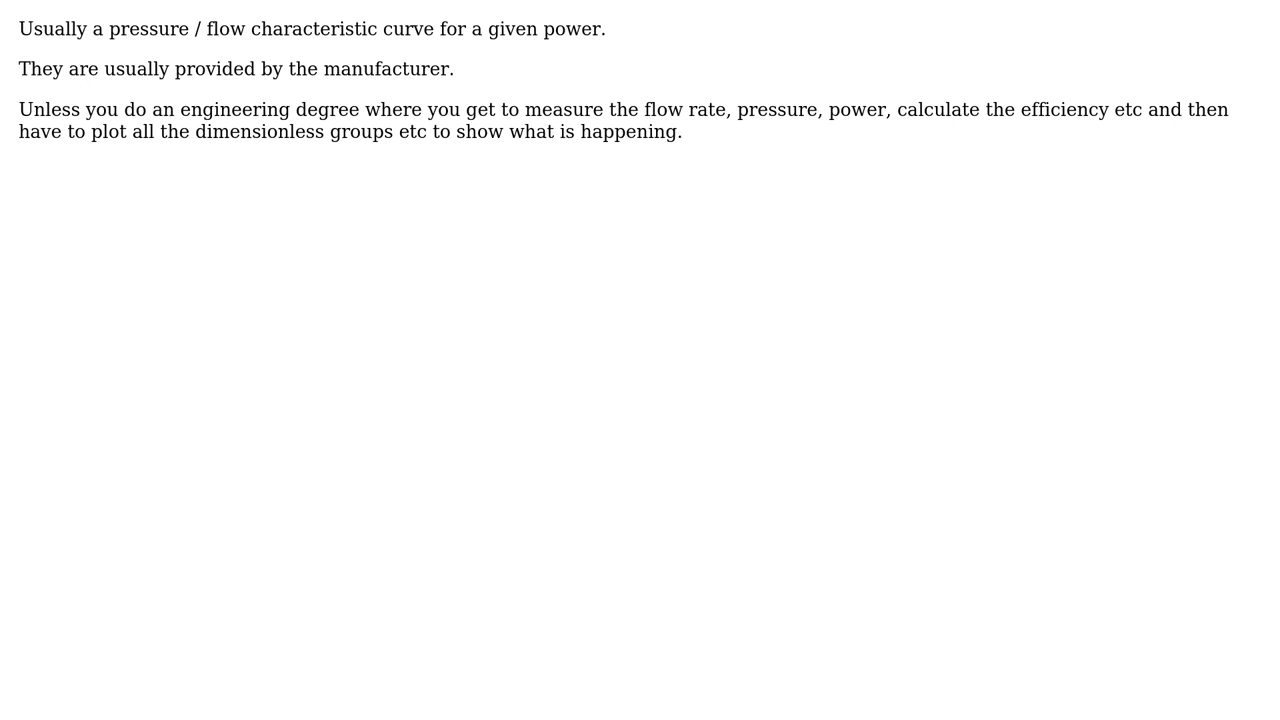 Usually a pressure / flow characteristic curve for a given power.
They are usually provided by the manufacturer.
Unless you do an engineering degree where you get to measure the flow rate, pressure, power, calculate the efficiency etc and then
have to plot all the dimensionless groups etc to show what is happening.